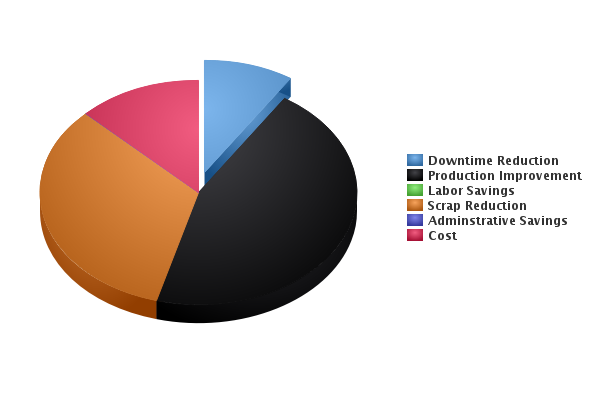 Downtime Reduction
Production Improvement
Labor Savings
Scrap Reduction
Adminstrative Savings
Cost